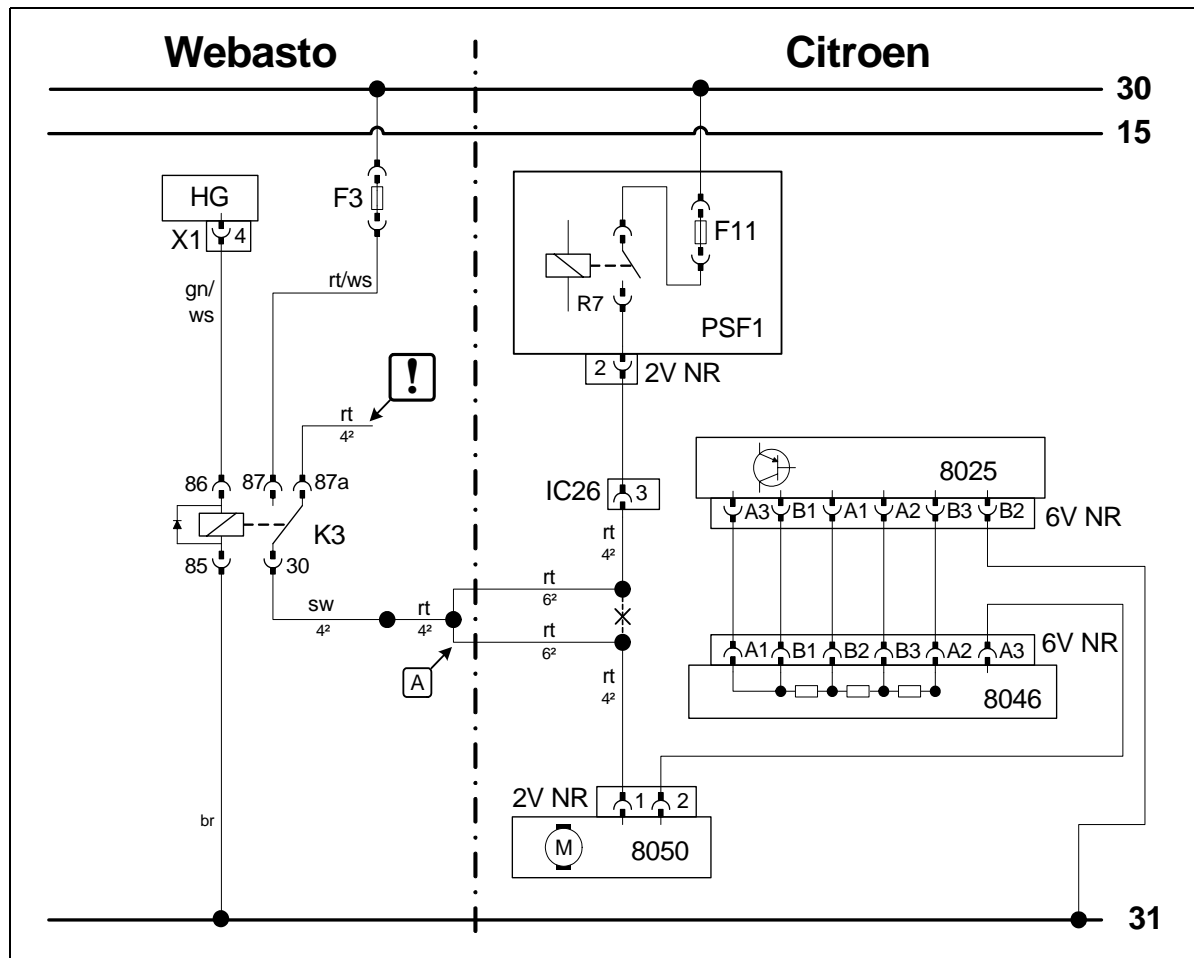 Webasto
Citroen
30
15
HG
X1
4
F3
F11
gn/
ws
rt/ws
R7
PSF1
2
2V NR
!
rt
4²
8025
IC26
3
86
87
87a
A3
B1
A1
A2
B3
B2
6V NR
K3
rt
4²
85
30
rt
6²
sw
4²
rt
4²
rt
6²
6V NR
A1
B1
B2
B3
A2
A3
A
rt
4²
8046
2V NR
1
2
br
M
8050
31